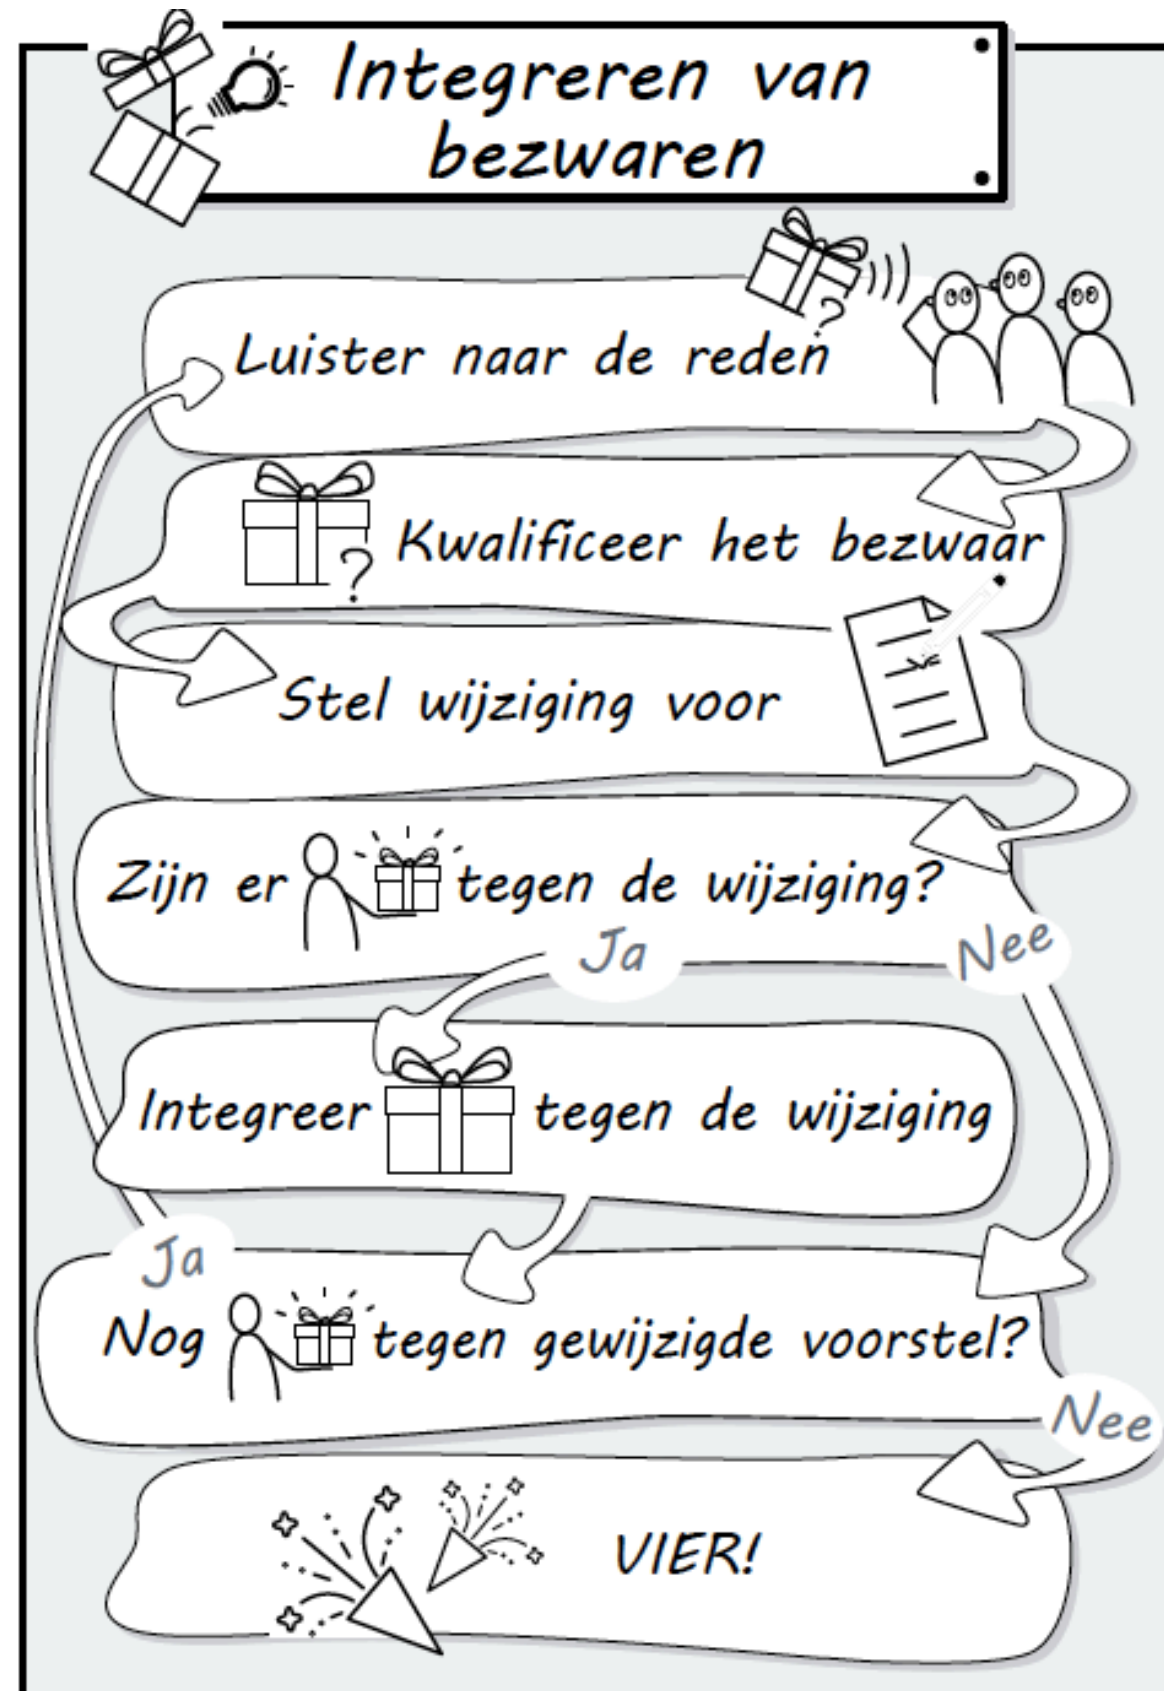 Integreren van
bezwaren
?
Luister naar de reden
? Kwalificeer het bezwaar
Stel wijziging voor
Zijn er tegen de wijziging?
Ja Nee
Integreer tegen de wijziging
Ja
Nog tegen gewijzigde voorstel?
Nee
VIER!